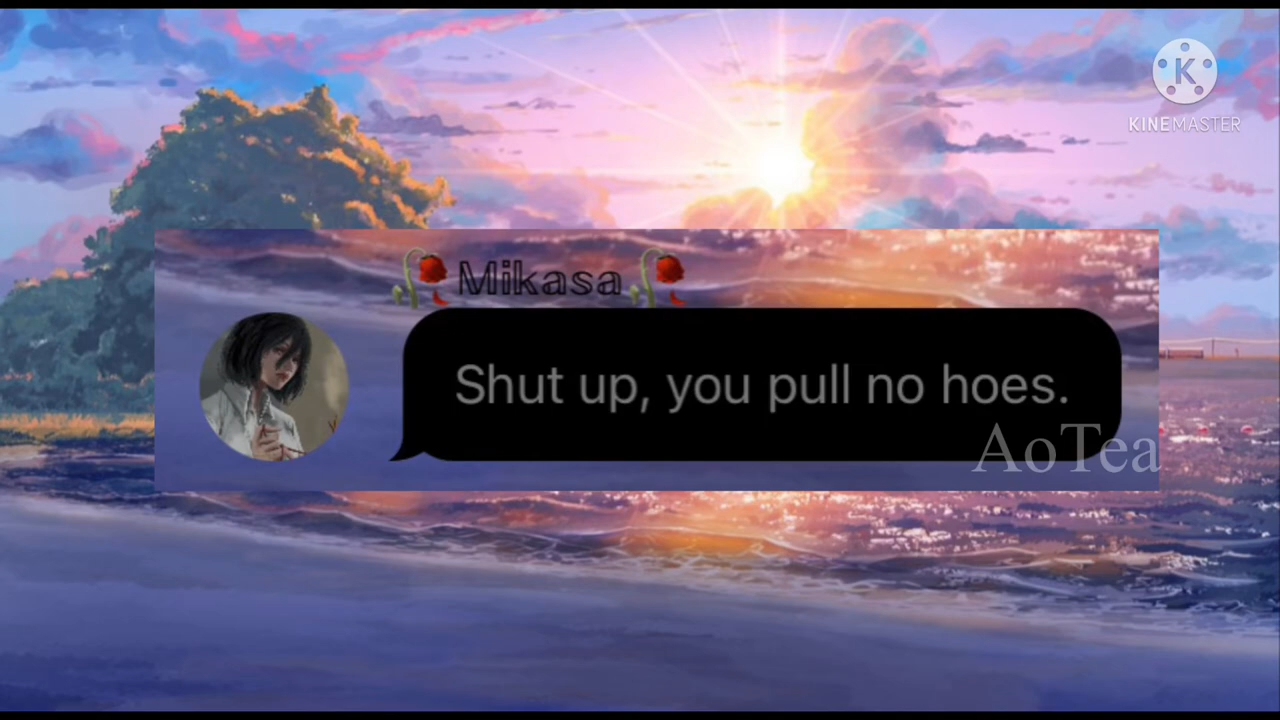 K
KINEMASTER
🥀Mikasa🥀
Shut up, you pull no hoes.
AoTea